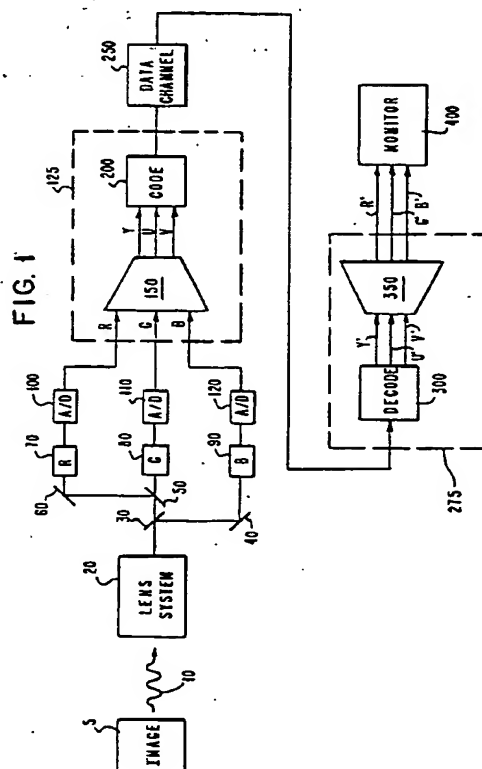 FIG. 1
5
IMAGE
10
20
LENS
SYSTEM
30
40
50
60
70
R
80
G
90
B
100
A/D
110
A/D
120
A/D
R
G
B
125
150
Y
U
V
200
CODE
250
DATA
CHANNEL
275
300
DECODE
Y'
U'
V'
350
R'
G'
B'
400
MONITOR